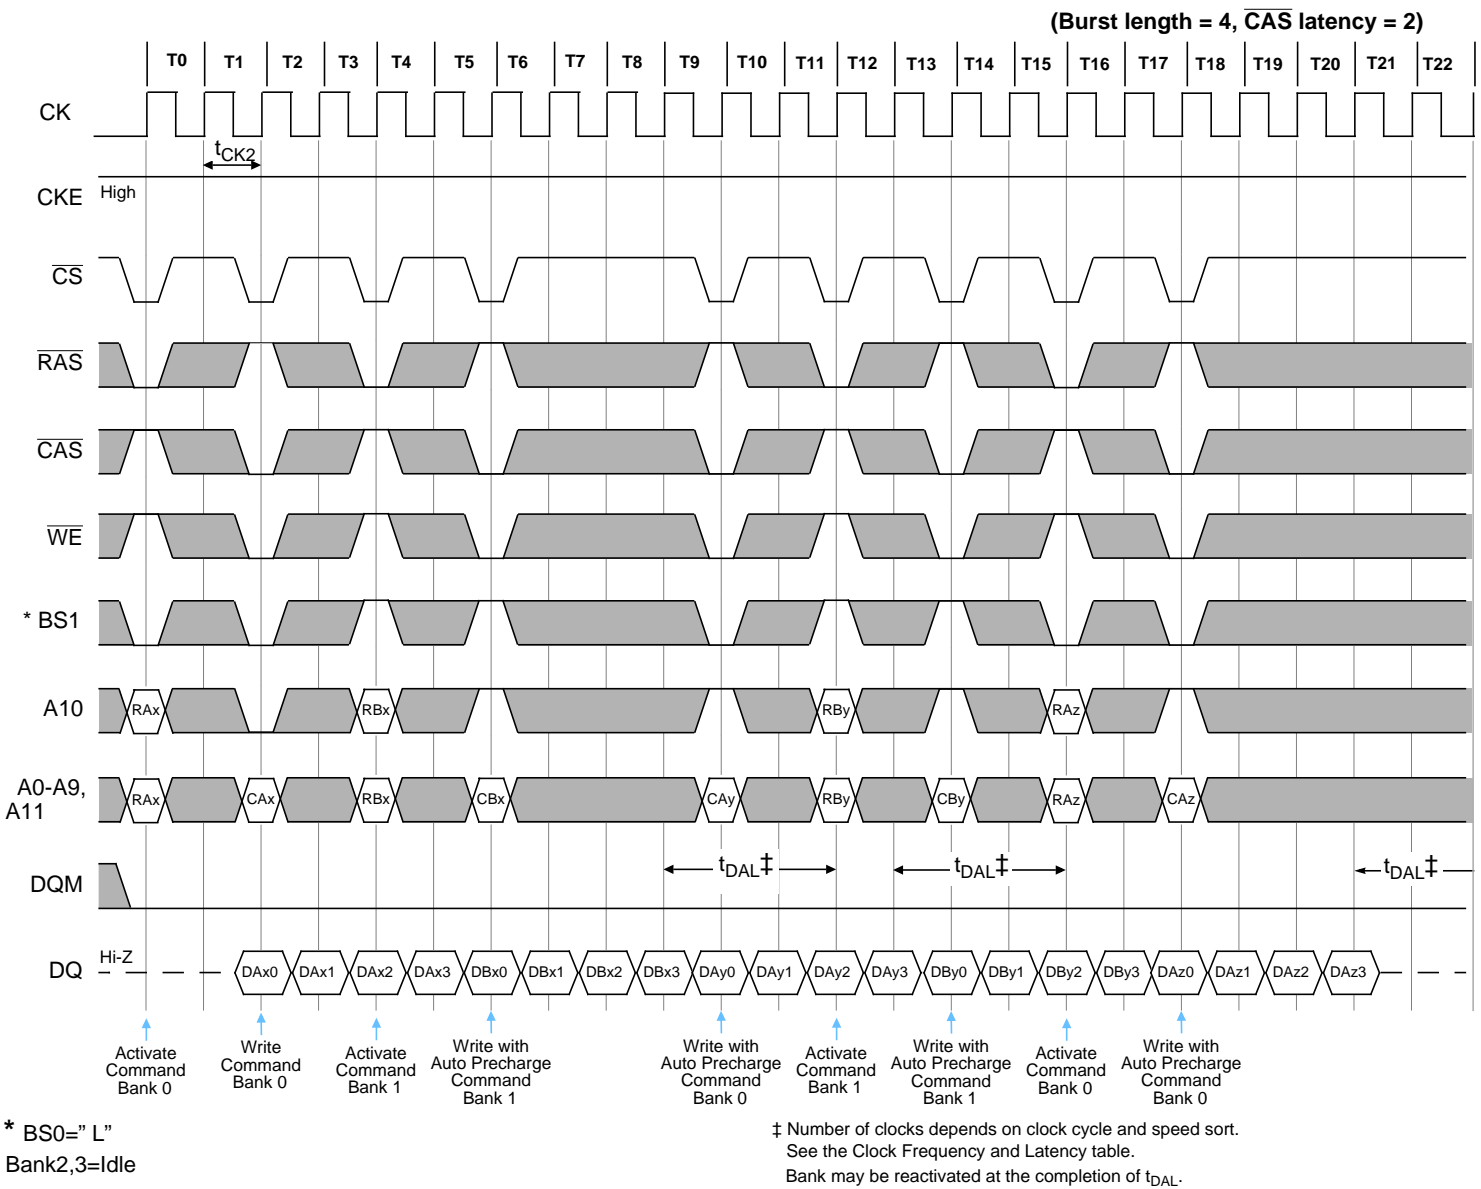 (Burst length = 4, CAS latency = 2)
T0 T1 T2 T3 T4 T5 T6 T7 T8 T9 T10 T11 T12 T13 T14 T15 T16 T17 T18 T19 T20 T21 T22
CK
tCK2
CKE High
CS
RAS
CAS
WE
* BS1
A10 RAx RBx RBy RAz
A0-A9,
A11 RAx CAx RBx CBx CAy RBy CBy RAz CAz
tDAL‡ tDAL‡ tDAL‡
DQM
DQ Hi-Z DAx0 DAx1 DAx2 DAx3 DBx0 DBx1 DBx2 DBx3 DAy0 DAy1 DAy2 DAy3 DBy0 DBy1 DBy2 DBy3 DAz0 DAz1 DAz2 DAz3
Activate
Command
Bank 0
Write
Command
Bank 0
Activate
Command
Bank 1
Write with
Auto Precharge
Command
Bank 1
Write with
Auto Precharge
Command
Bank 0
Activate
Command
Bank 1
Write with
Auto Precharge
Command
Bank 1
Activate
Command
Bank 0
Write with
Auto Precharge
Command
Bank 0
* BS0=” L”
Bank2,3=Idle
‡ Number of clocks depends on clock cycle and speed sort.
See the Clock Frequency and Latency table.
Bank may be reactivated at the completion of tDAL.